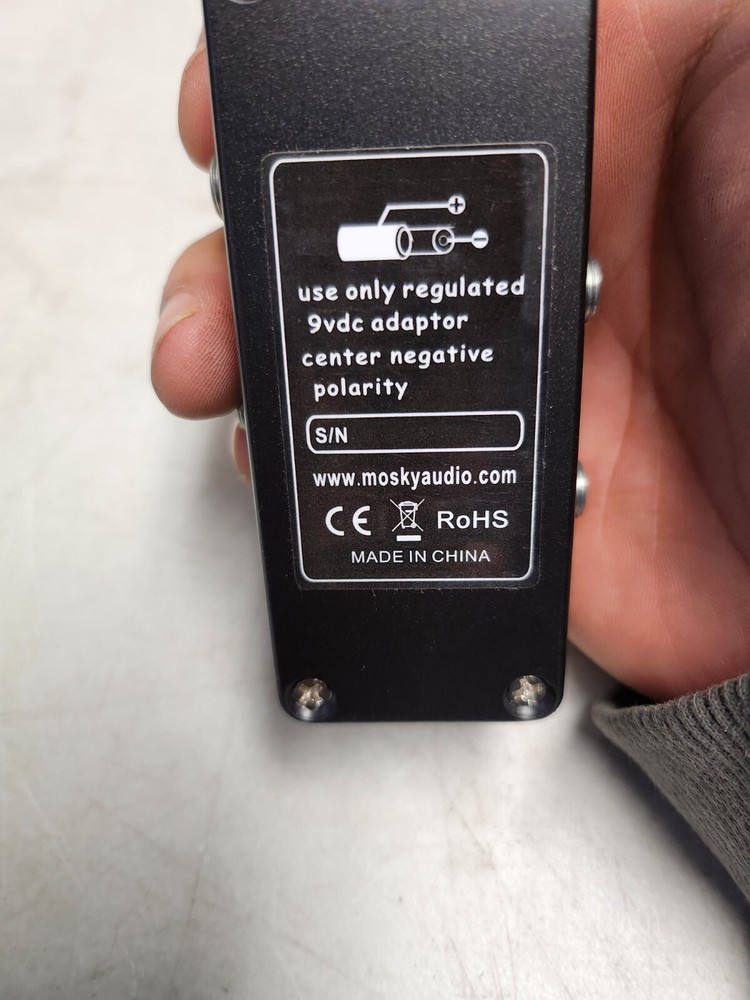 +
-
use only regulated
9vdc adaptor
center negative
polarity
S/N
www.moskyaudio.com
CE RoHS
MADE IN CHINA